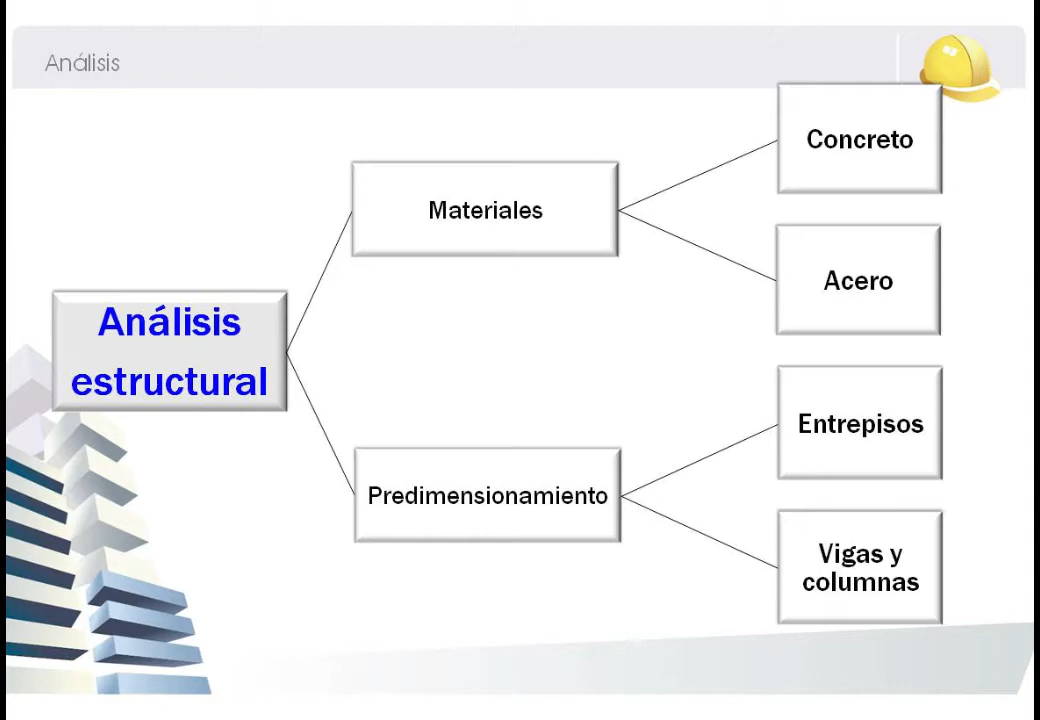 Análisis
Concreto
Materiales
Acero
Análisis
estructural
Entrepisos
Predimensionamiento
Vigas y
columnas